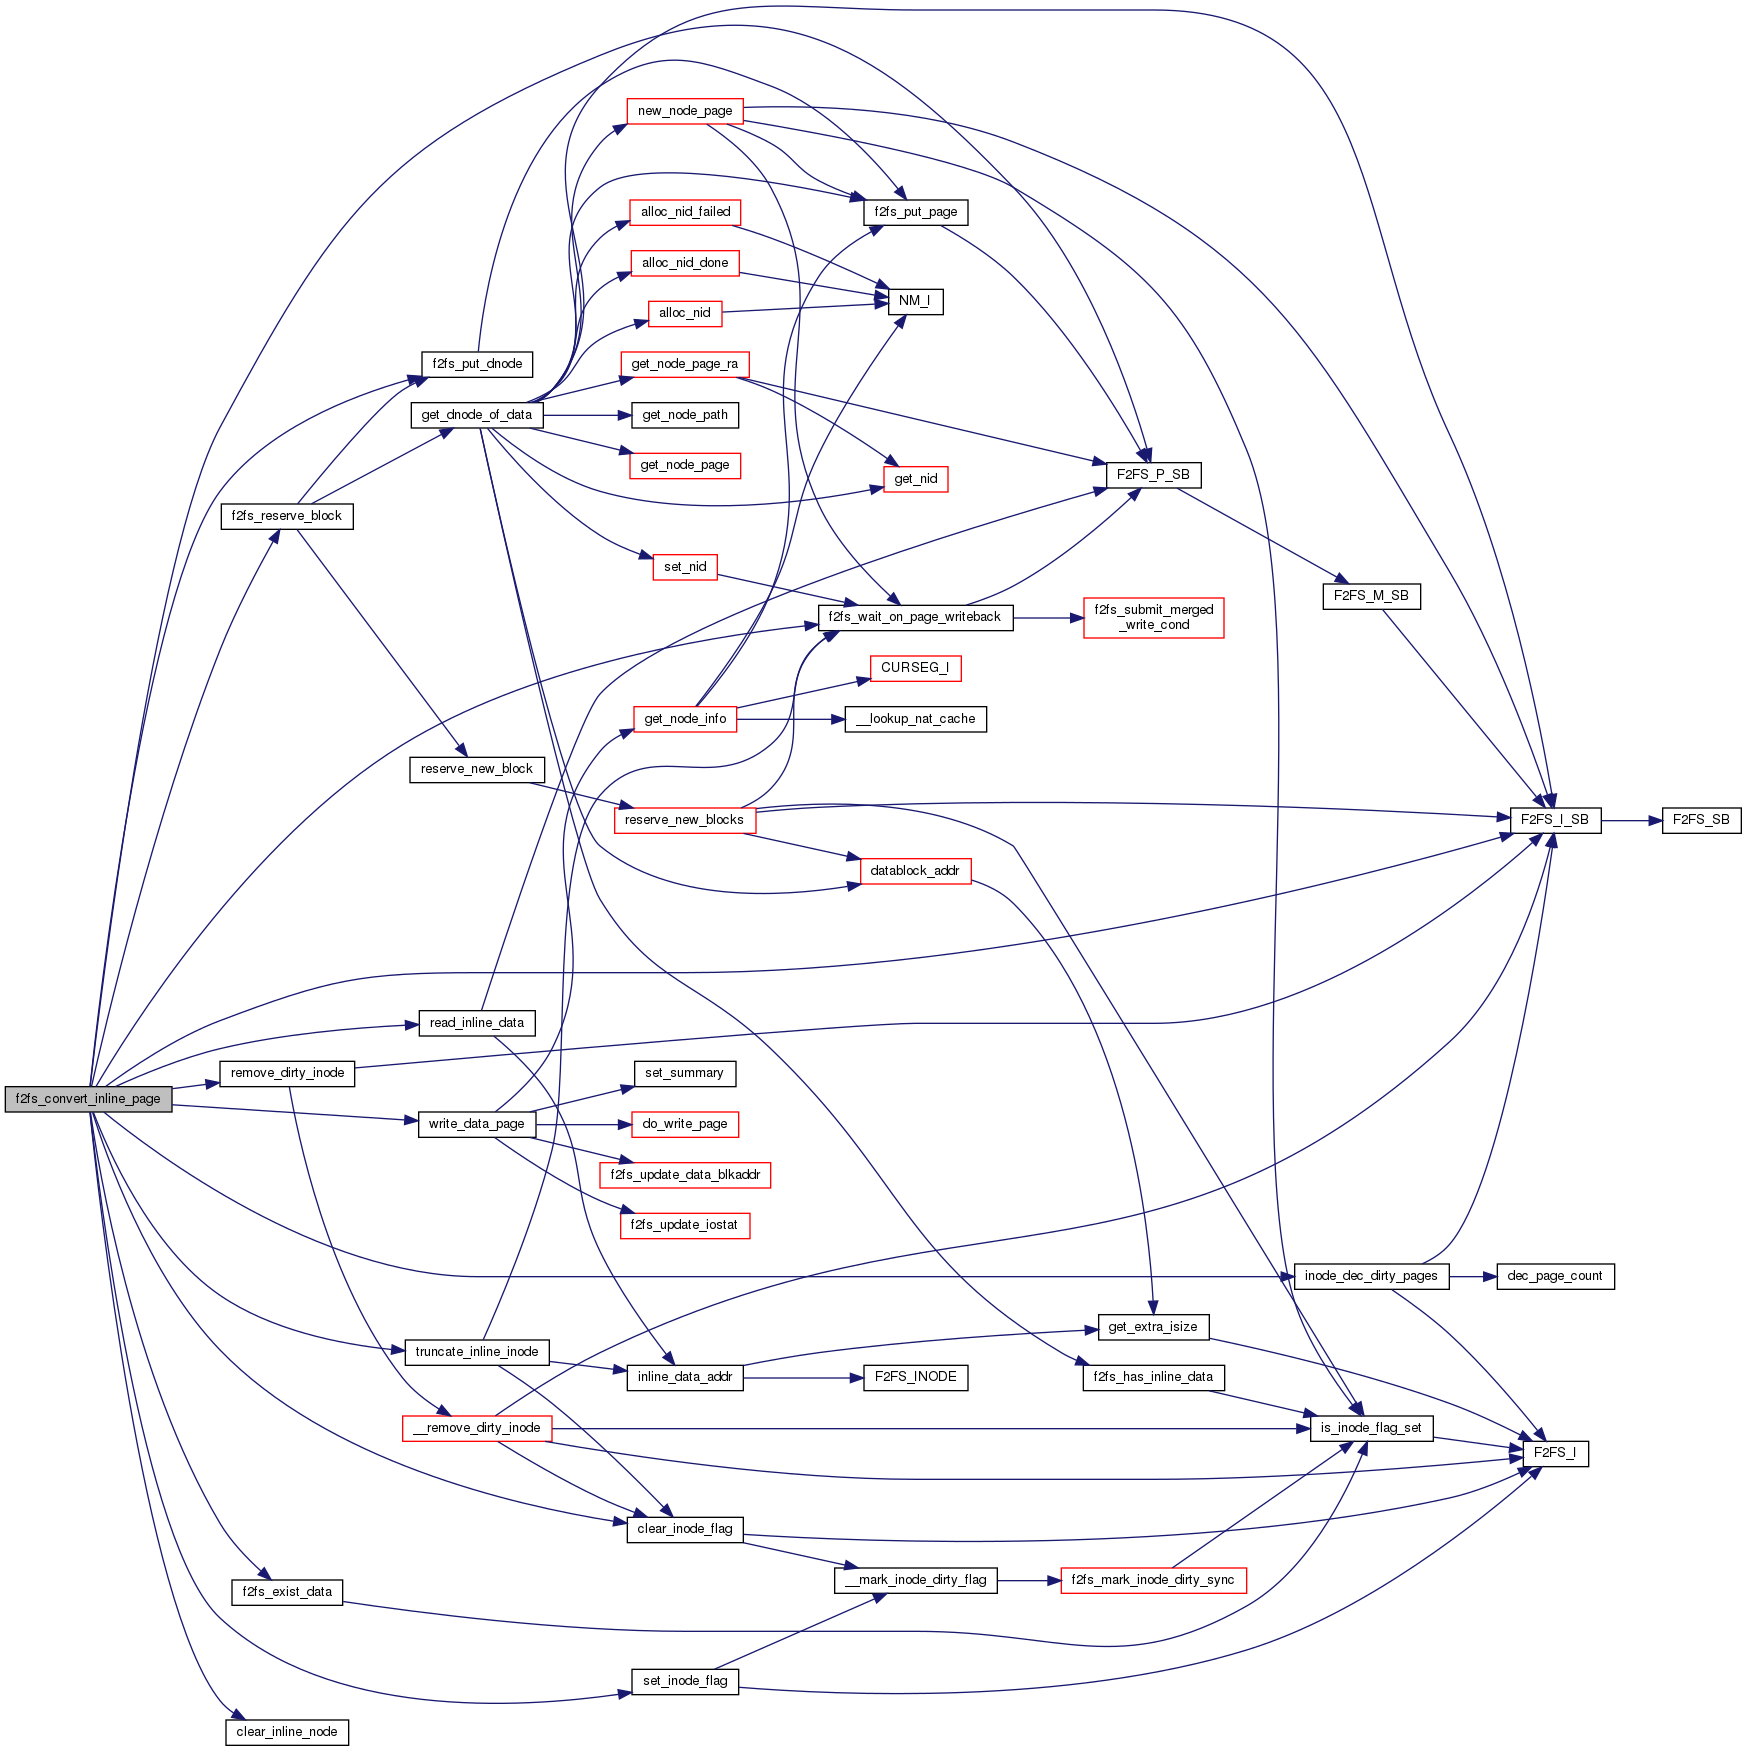 new_node_page
f2fs_put_page
alloc_nid_failed
alloc_nid_done
NM_I
alloc_nid
f2fs_put_dnode
get_node_page_ra
get_dnode_of_data
get_node_path
get_node_page
F2FS_P_SB
get_nid
f2fs_reserve_block
set_nid
F2FS_M_SB
f2fs_wait_on_page_writeback
f2fs_submit_merged
_write_cond
CURSEG_I
get_node_info
__lookup_nat_cache
reserve_new_block
reserve_new_blocks
F2FS_I_SB
F2FS_SB
datablock_addr
read_inline_data
remove_dirty_inode
set_summary
f2fs_convert_inline_page
write_data_page
do_write_page
f2fs_update_data_blkaddr
f2fs_update_iostat
inode_dec_dirty_pages
dec_page_count
get_extra_isize
truncate_inline_inode
inline_data_addr
F2FS_INODE
f2fs_has_inline_data
__remove_dirty_inode
is_inode_flag_set
F2FS_I
clear_inode_flag
__mark_inode_dirty_flag
f2fs_mark_inode_dirty_sync
f2fs_exist_data
set_inode_flag
clear_inline_node